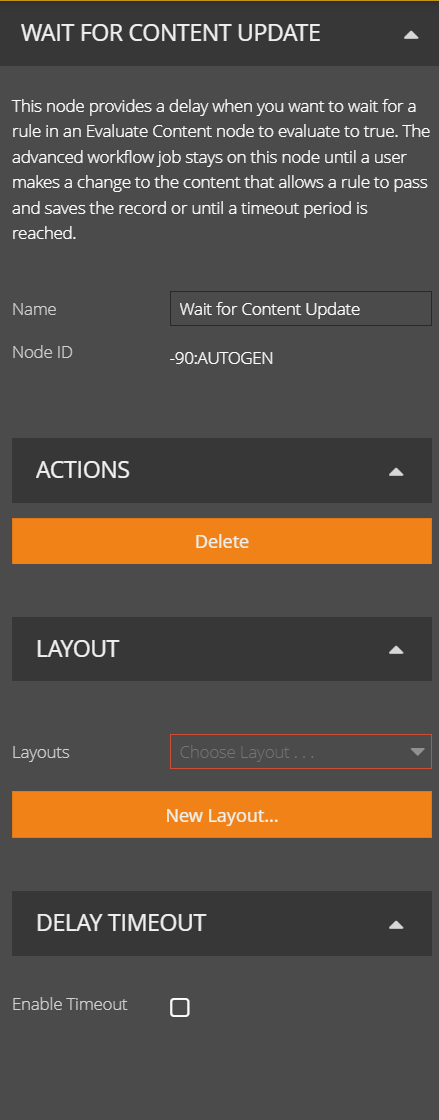 WAIT FOR CONTENT UPDATE
This node provides a delay when you want to wait for a
rule in an Evaluate Content node to evaluate to true. The
advanced workflow job stays on this node until a user
makes a change to the content that allows a rule to pass
and saves the record or until a timeout period is
reached.
Name Wait for Content Update
Node ID -90:AUTOGEN
ACTIONS
Delete
LAYOUT
Layouts Choose Layout . . .
New Layout...
DELAY TIMEOUT
Enable Timeout